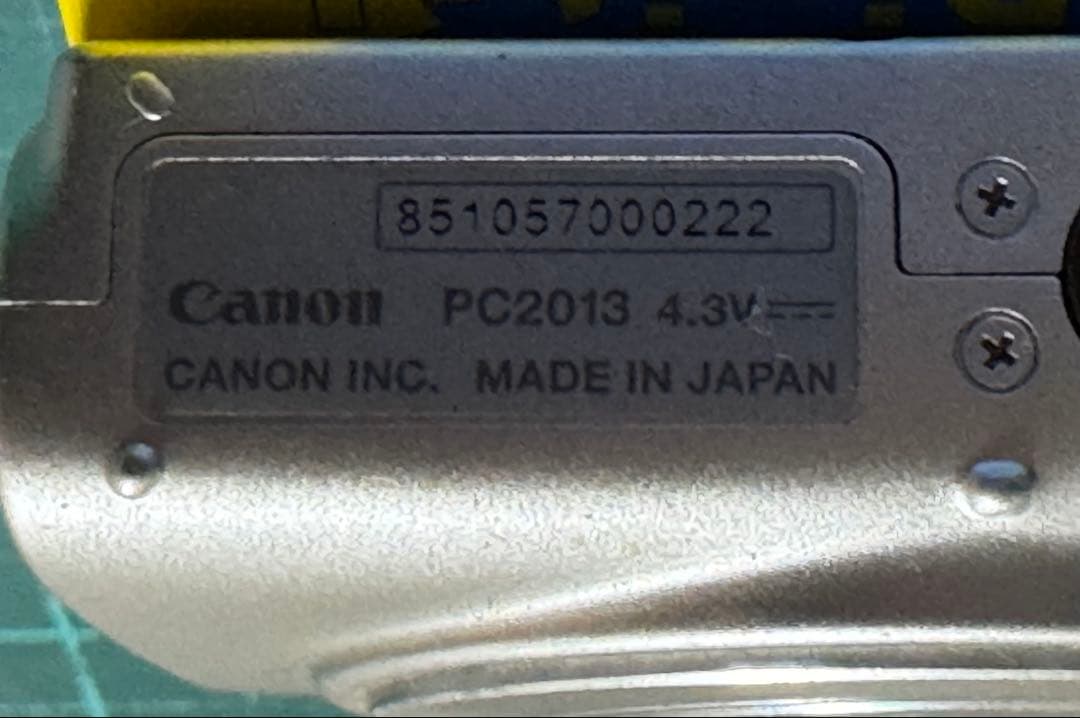 851057000222
Canon PC2013 4.3V⎓
CANON INC. MADE IN JAPAN